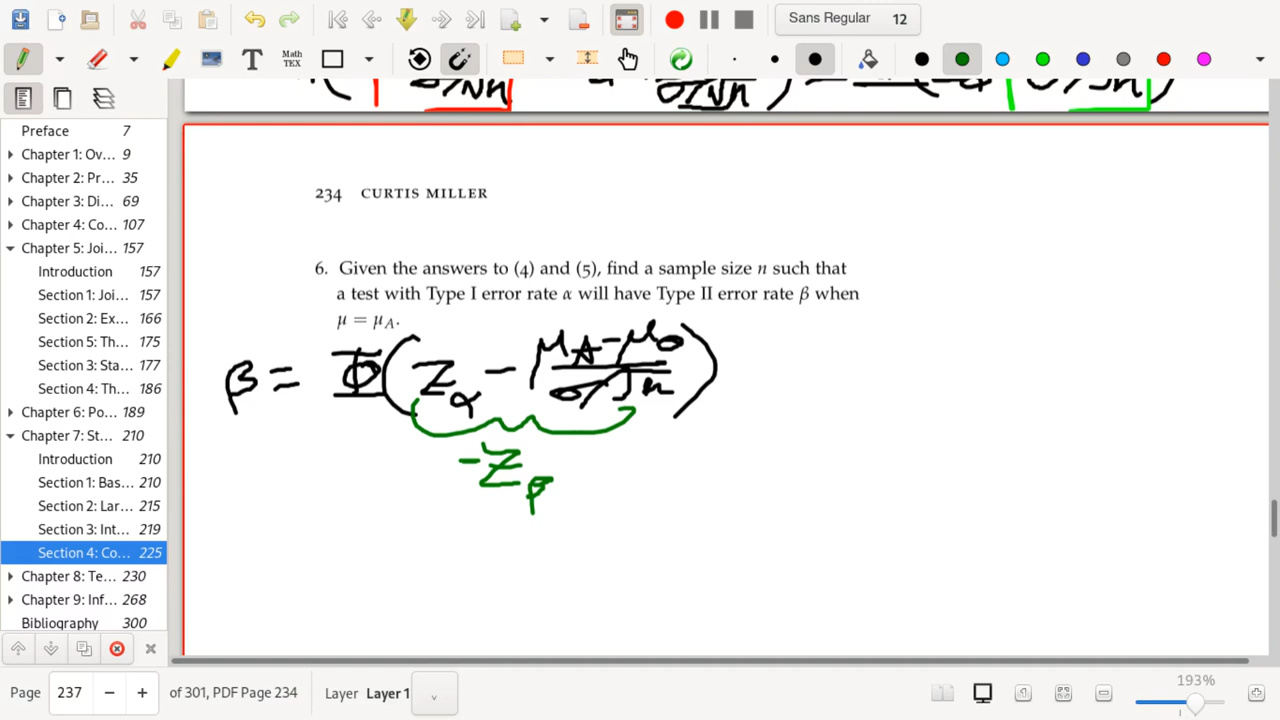 Sans Regular 12
T Math TEX
Preface 7
Chapter 1: Ov... 9
Chapter 2: Pr... 35
Chapter 3: Di... 69
Chapter 4: Co... 107
Chapter 5: Joi... 157
Introduction 157
Section 1: Joi... 157
Section 2: Ex... 166
Section 5: Th... 175
Section 3: Sta... 177
Section 4: Th... 186
Chapter 6: Po... 189
Chapter 7: St... 210
Introduction 210
Section 1: Bas... 210
Section 2: Lar... 215
Section 3: Int... 219
Section 4: Co... 225
Chapter 8: Te... 230
Chapter 9: Inf... 268
Bibliography 300
234 CURTIS MILLER
6. Given the answers to (4) and (5), find a sample size n such that
a test with Type I error rate α will have Type II error rate β when
μ = μ_A.
β = Φ(z_α − (μ_A − μ_0)/(σ/√n))
−z_β
Page 237 of 301, PDF Page 234 Layer Layer 1 193%